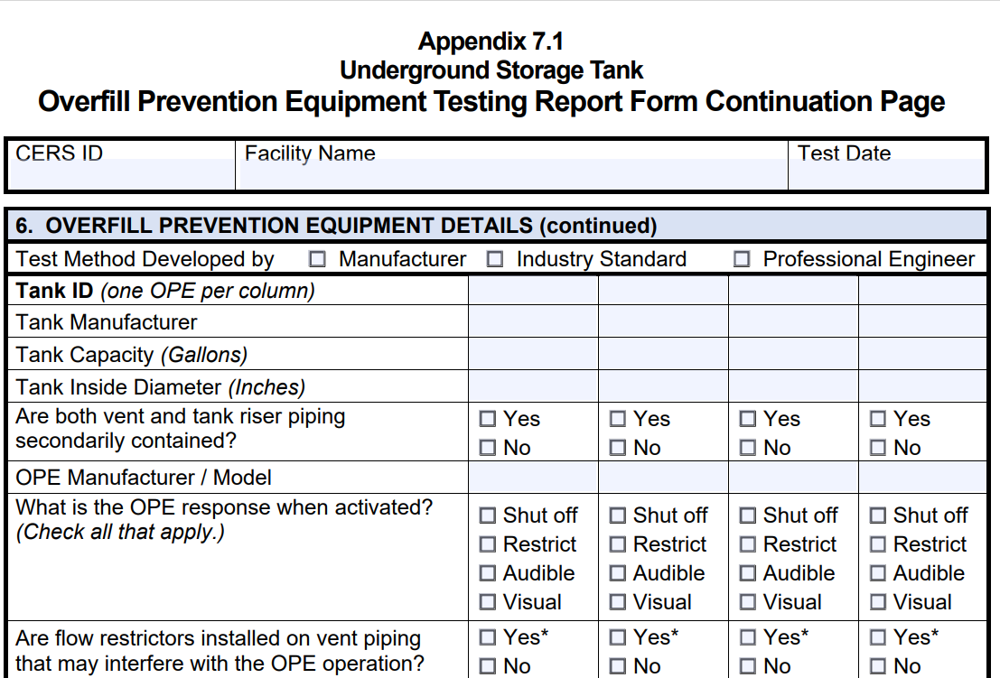 Appendix 7.1
Underground Storage Tank
Overfill Prevention Equipment Testing Report Form Continuation Page
CERS ID Facility Name Test Date
6. OVERFILL PREVENTION EQUIPMENT DETAILS (continued)
Test Method Developed by ☐ Manufacturer ☐ Industry Standard ☐ Professional Engineer
Tank ID (one OPE per column)
Tank Manufacturer
Tank Capacity (Gallons)
Tank Inside Diameter (Inches)
Are both vent and tank riser piping ☐ Yes ☐ Yes ☐ Yes ☐ Yes
secondarily contained? ☐ No ☐ No ☐ No ☐ No
OPE Manufacturer / Model
What is the OPE response when activated? ☐ Shut off ☐ Shut off ☐ Shut off ☐ Shut off
(Check all that apply.) ☐ Restrict ☐ Restrict ☐ Restrict ☐ Restrict
☐ Audible ☐ Audible ☐ Audible ☐ Audible
☐ Visual ☐ Visual ☐ Visual ☐ Visual
Are flow restrictors installed on vent piping ☐ Yes* ☐ Yes* ☐ Yes* ☐ Yes*
that may interfere with the OPE operation? ☐ No ☐ No ☐ No ☐ No